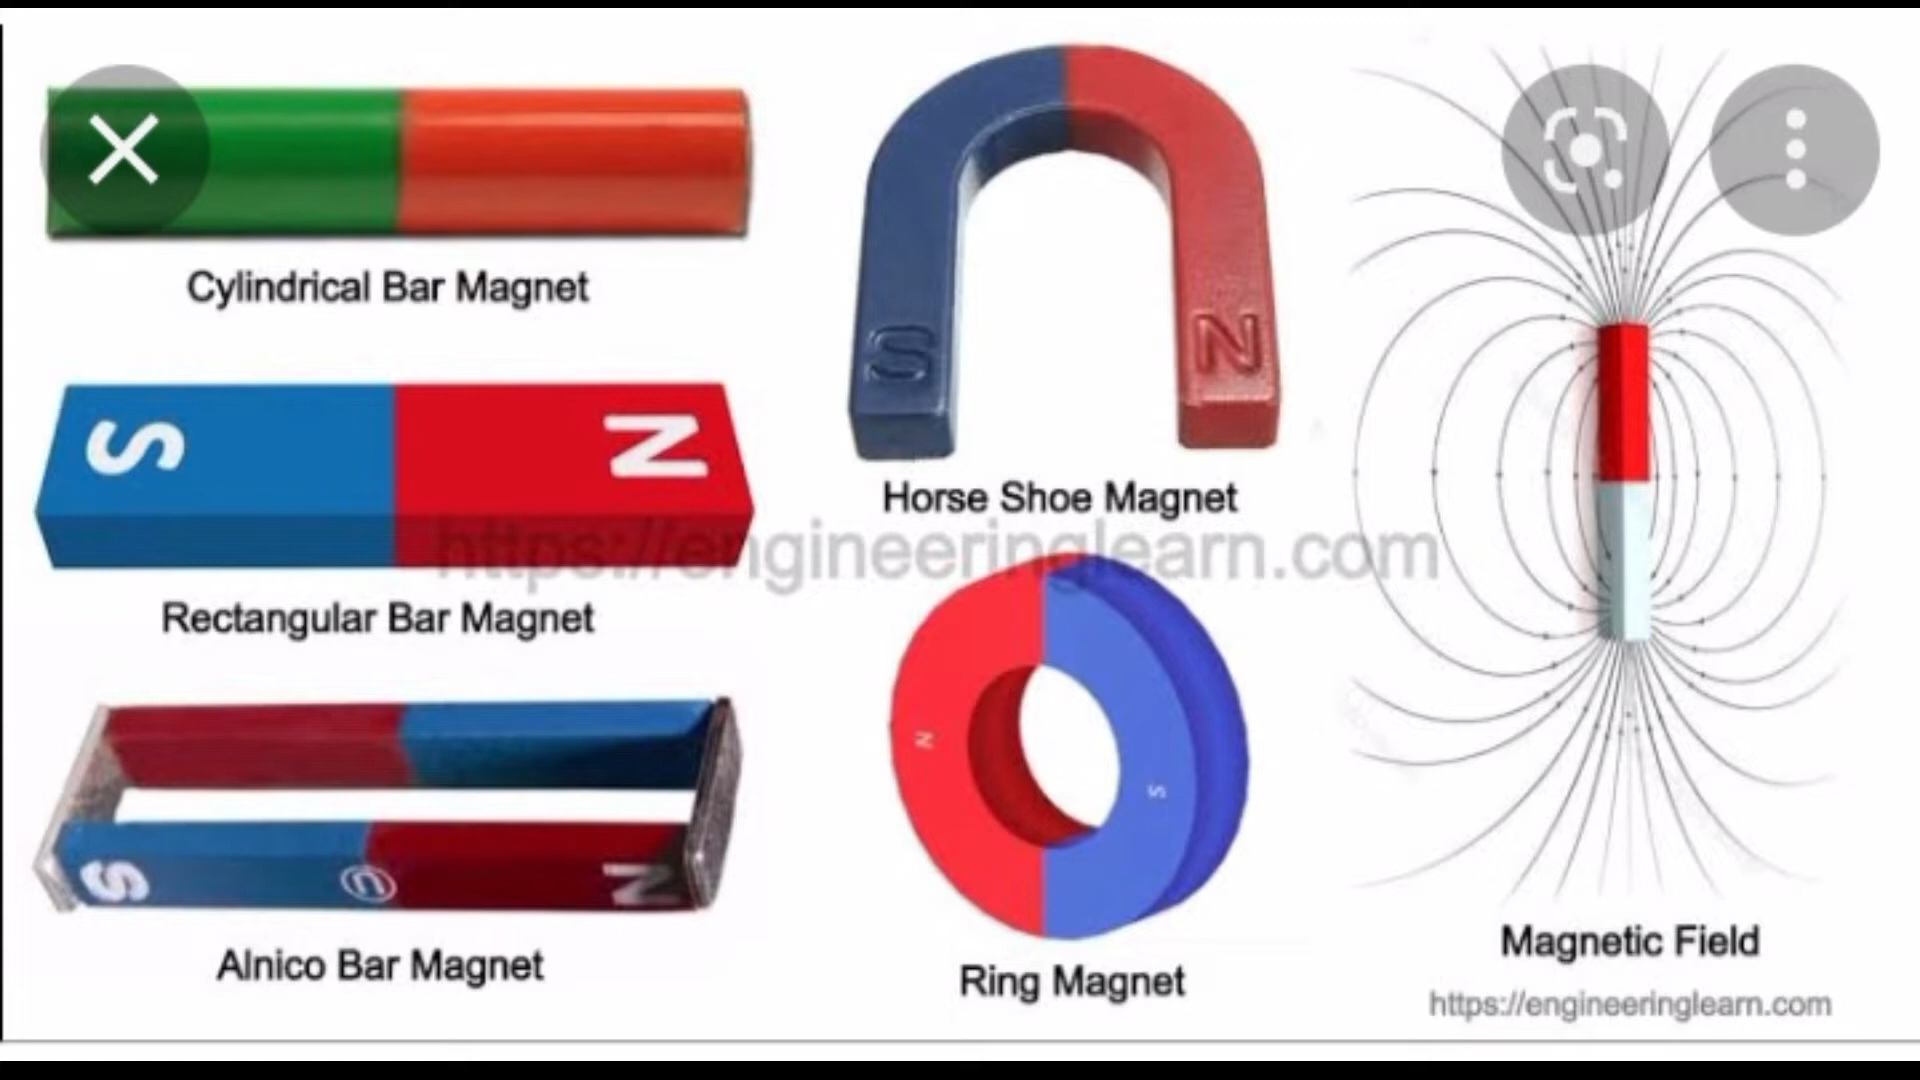 Cylindrical Bar Magnet
S N
Rectangular Bar Magnet
S N
Alnico Bar Magnet
S N
Horse Shoe Magnet
https://engineeringlearn.com
N S
Ring Magnet
Magnetic Field
https://engineeringlearn.com